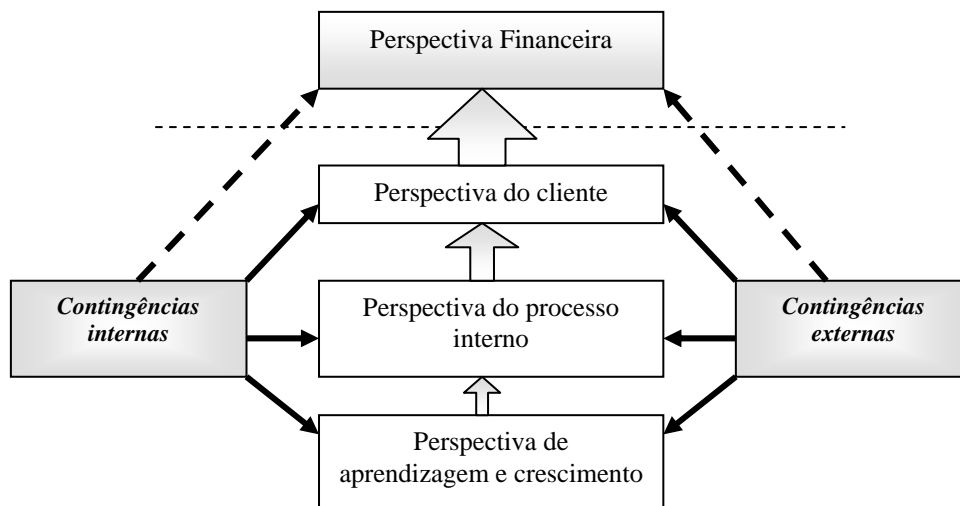 Perspectiva Financeira
Perspectiva do cliente
Contingências
internas
Perspectiva do processo
interno
Contingências
externas
Perspectiva de
aprendizagem e crescimento